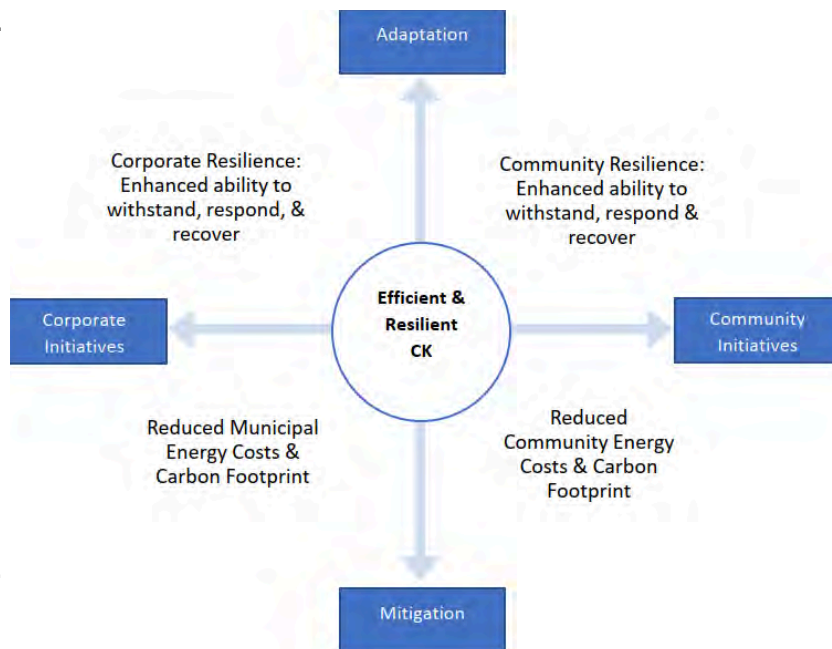 Adaptation
Corporate Resilience:
Enhanced ability to
withstand, respond, &
recover
Community Resilience:
Enhanced ability to
withstand, respond &
recover
Efficient &
Resilient
CK
Corporate
Initiatives
Community
Initiatives
Reduced Municipal
Energy Costs &
Carbon Footprint
Reduced
Community Energy
Costs & Carbon
Footprint
Mitigation